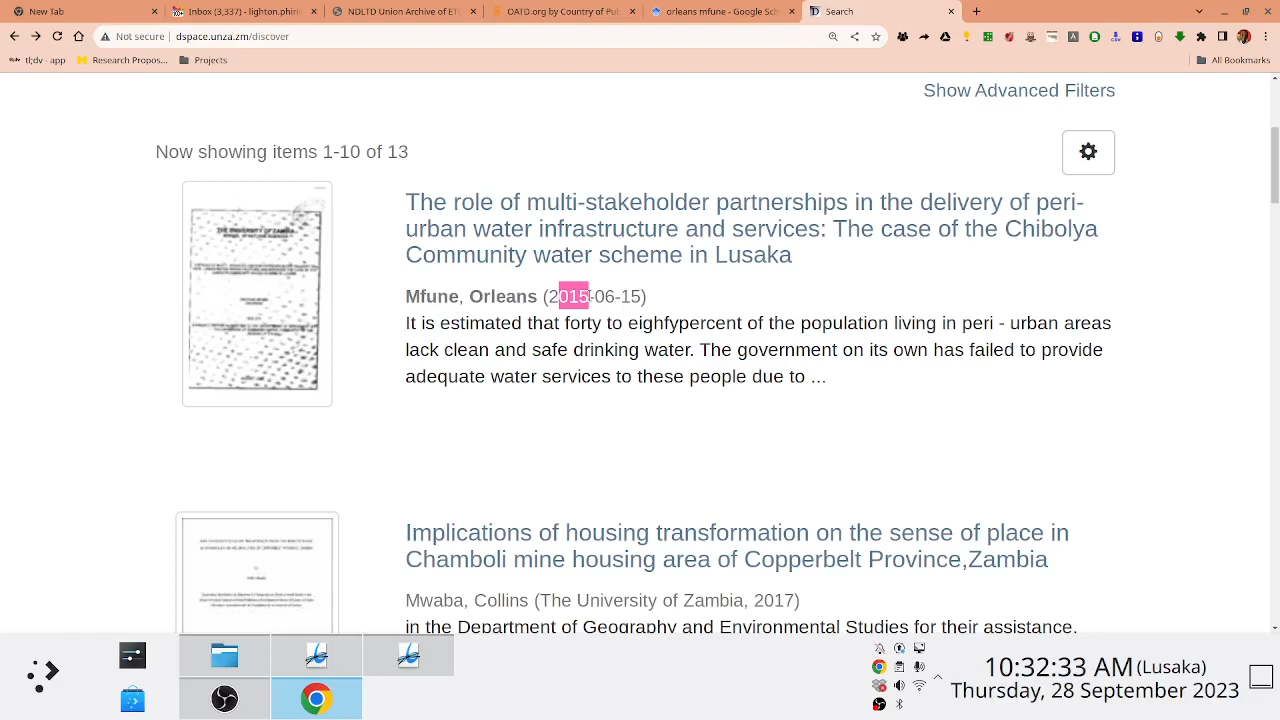 New Tab
Inbox (3,337) - lighton.phiri
NDLTD Union Archive of ET
OATD.org by Country of Pub
orleans mfune - Google Sch
Search
Not secure | dspace.unza.zm/discover
tl;dv - app
Research Propos...
Projects
All Bookmarks
Show Advanced Filters
Now showing items 1-10 of 13
The role of multi-stakeholder partnerships in the delivery of peri-
urban water infrastructure and services: The case of the Chibolya
Community water scheme in Lusaka
Mfune, Orleans (2015-06-15)
It is estimated that forty to eighfypercent of the population living in peri - urban areas
lack clean and safe drinking water. The government on its own has failed to provide
adequate water services to these people due to ...
THE UNIVERSITY OF ZAMBIA
Implications of housing transformation on the sense of place in
Chamboli mine housing area of Copperbelt Province,Zambia
Mwaba, Collins (The University of Zambia, 2017)
in the Department of Geography and Environmental Studies for their assistance.
10:32:33 AM (Lusaka)
Thursday, 28 September 2023